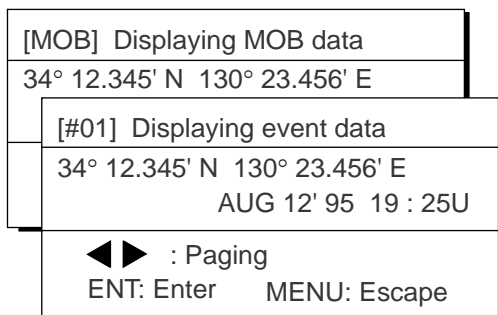 [MOB] Displaying MOB data
34° 12.345' N 130° 23.456' E
[#01] Displaying event data
34° 12.345' N 130° 23.456' E
AUG 12' 95 19 : 25U
◀ ▶ : Paging
ENT: Enter MENU: Escape